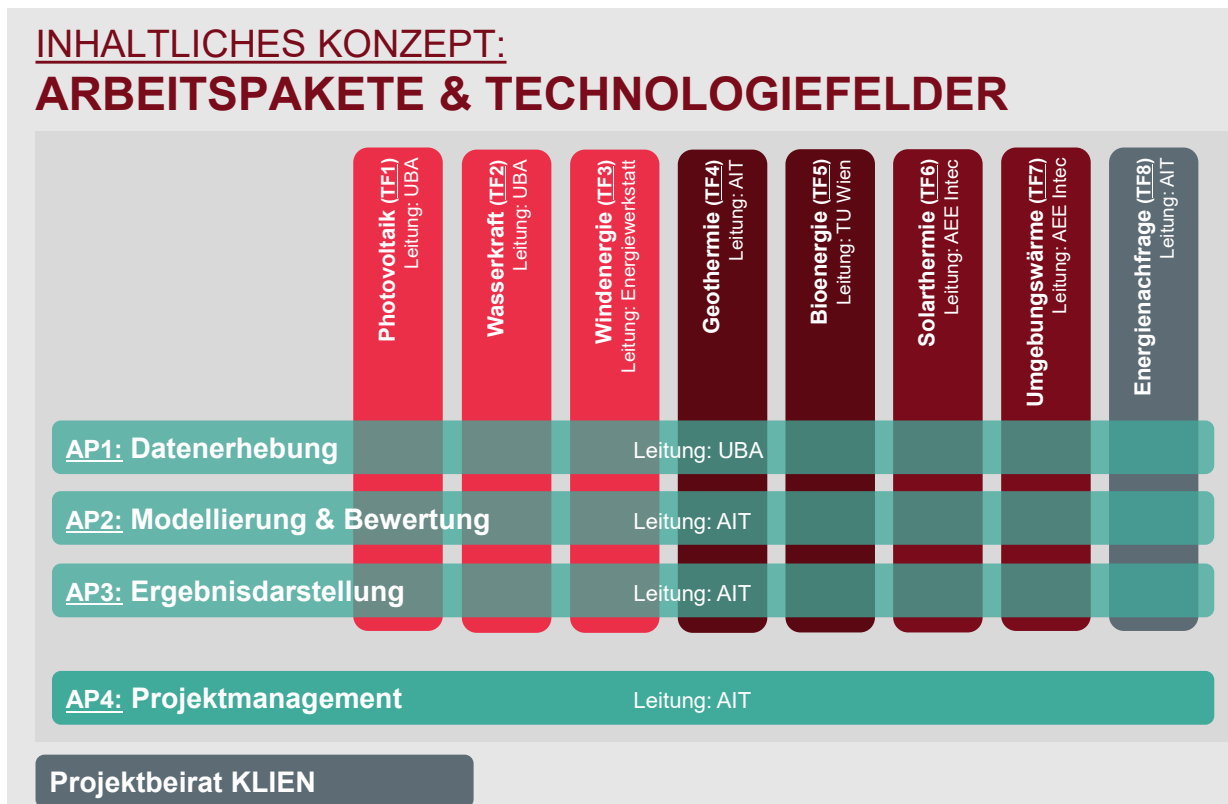 INHALTLICHES KONZEPT:
ARBEITSPAKETE & TECHNOLOGIEFELDER
Photovoltaik (TF1)
Leitung: UBA
Wasserkraft (TF2)
Leitung: UBA
Windenergie (TF3)
Leitung: Energiewerkstatt
Geothermie (TF4)
Leitung: AIT
Bioenergie (TF5)
Leitung: TU Wien
Solarthermie (TF6)
Leitung: AEE Intec
Umgebungswärme (TF7)
Leitung: AEE Intec
Energienachfrage (TF8)
Leitung: AIT
AP1: Datenerhebung Leitung: UBA
AP2: Modellierung & Bewertung Leitung: AIT
AP3: Ergebnisdarstellung Leitung: AIT
AP4: Projektmanagement Leitung: AIT
Projektbeirat KLIEN